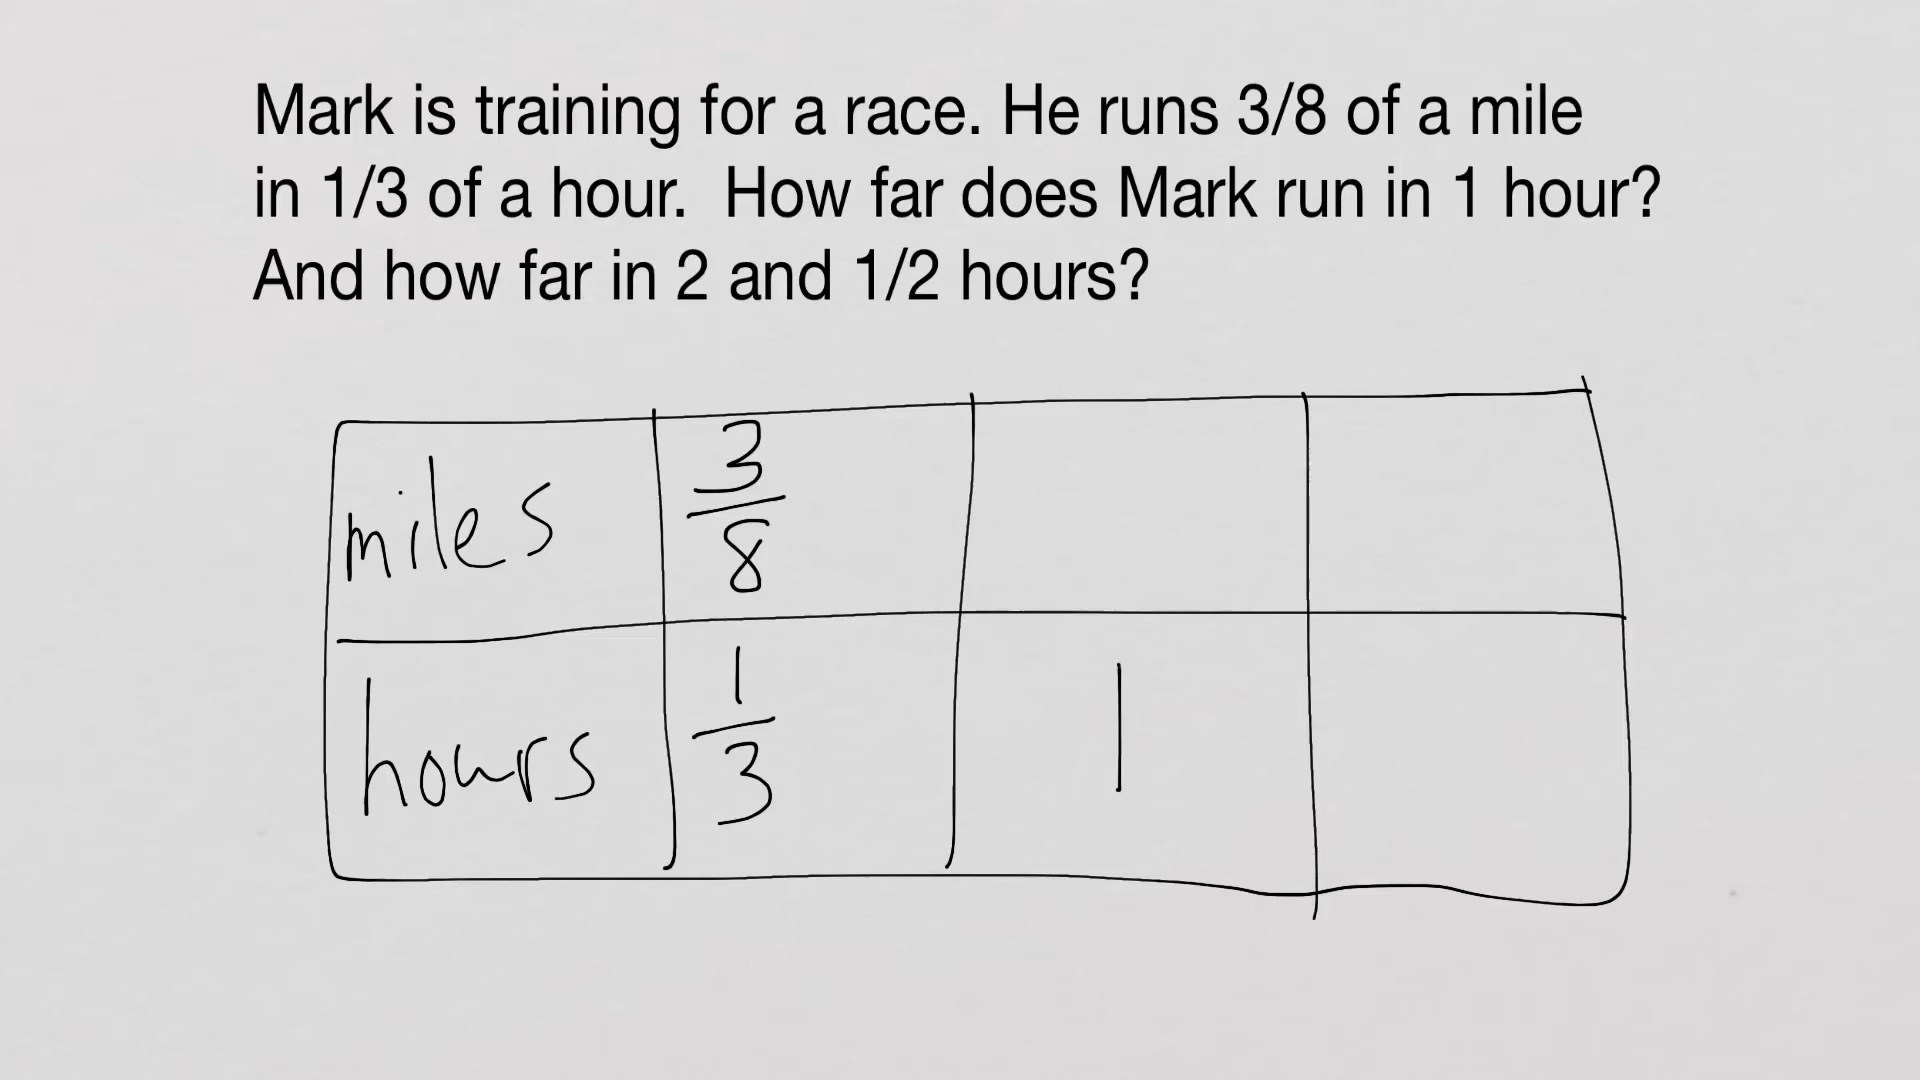 Mark is training for a race. He runs 3/8 of a mile
in 1/3 of a hour.  How far does Mark run in 1 hour?
And how far in 2 and 1/2 hours?
miles 3/8
hours 1/3 1